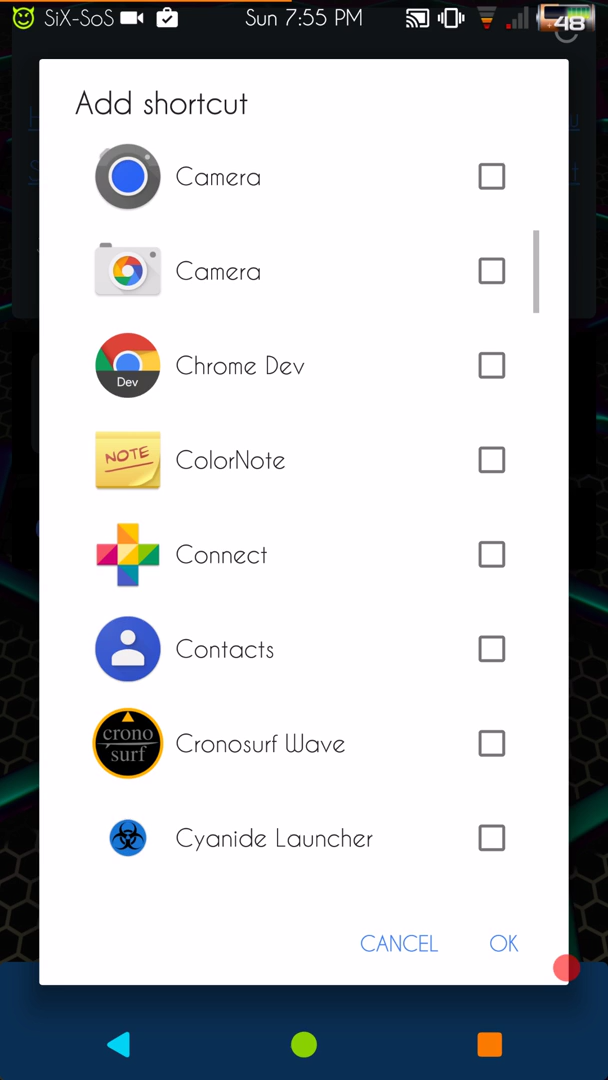 SiX-SoS Sun 7:55 PM 48
Add shortcut
Camera
Camera
Chrome Dev
Dev
NOTE
ColorNote
Connect
Contacts
crono
surf
Cronosurf Wave
Cyanide Launcher
CANCEL OK